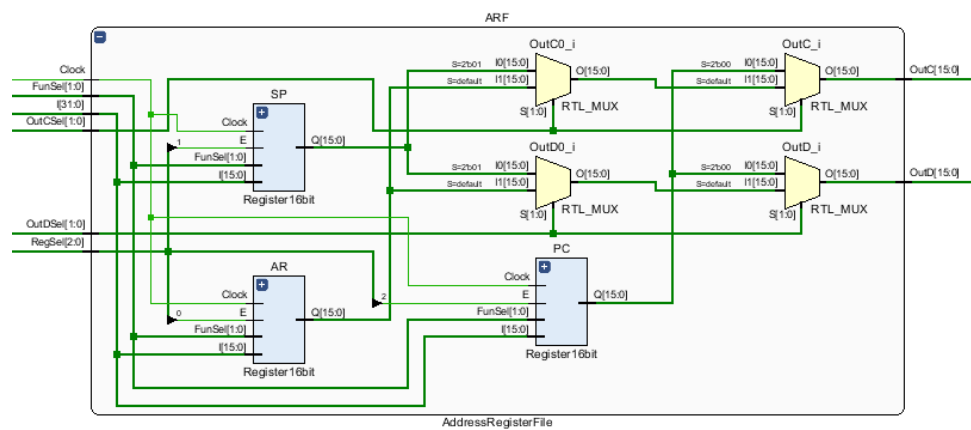 ARF
Clock
FunSel[1:0]
I[31:0]
OutCSel[1:0]
OutDSel[1:0]
RegSel[2:0]
SP
Clock
1
E
FunSel[1:0]
I[15:0]
Q[15:0]
Register16bit
AR
Clock
0
E
FunSel[1:0]
I[15:0]
Q[15:0]
Register16bit
PC
Clock
2
E
FunSel[1:0]
I[15:0]
Q[15:0]
Register16bit
OutC0_i
S=2'b01
I0[15:0]
S=default
I1[15:0]
O[15:0]
S[1:0]
RTL_MUX
OutC_i
S=2'b00
I0[15:0]
S=default
I1[15:0]
O[15:0]
S[1:0]
RTL_MUX
OutC[15:0]
OutD0_i
S=2'b01
I0[15:0]
S=default
I1[15:0]
O[15:0]
S[1:0]
RTL_MUX
OutD_i
S=2'b00
I0[15:0]
S=default
I1[15:0]
O[15:0]
S[1:0]
RTL_MUX
OutD[15:0]
AddressRegisterFile